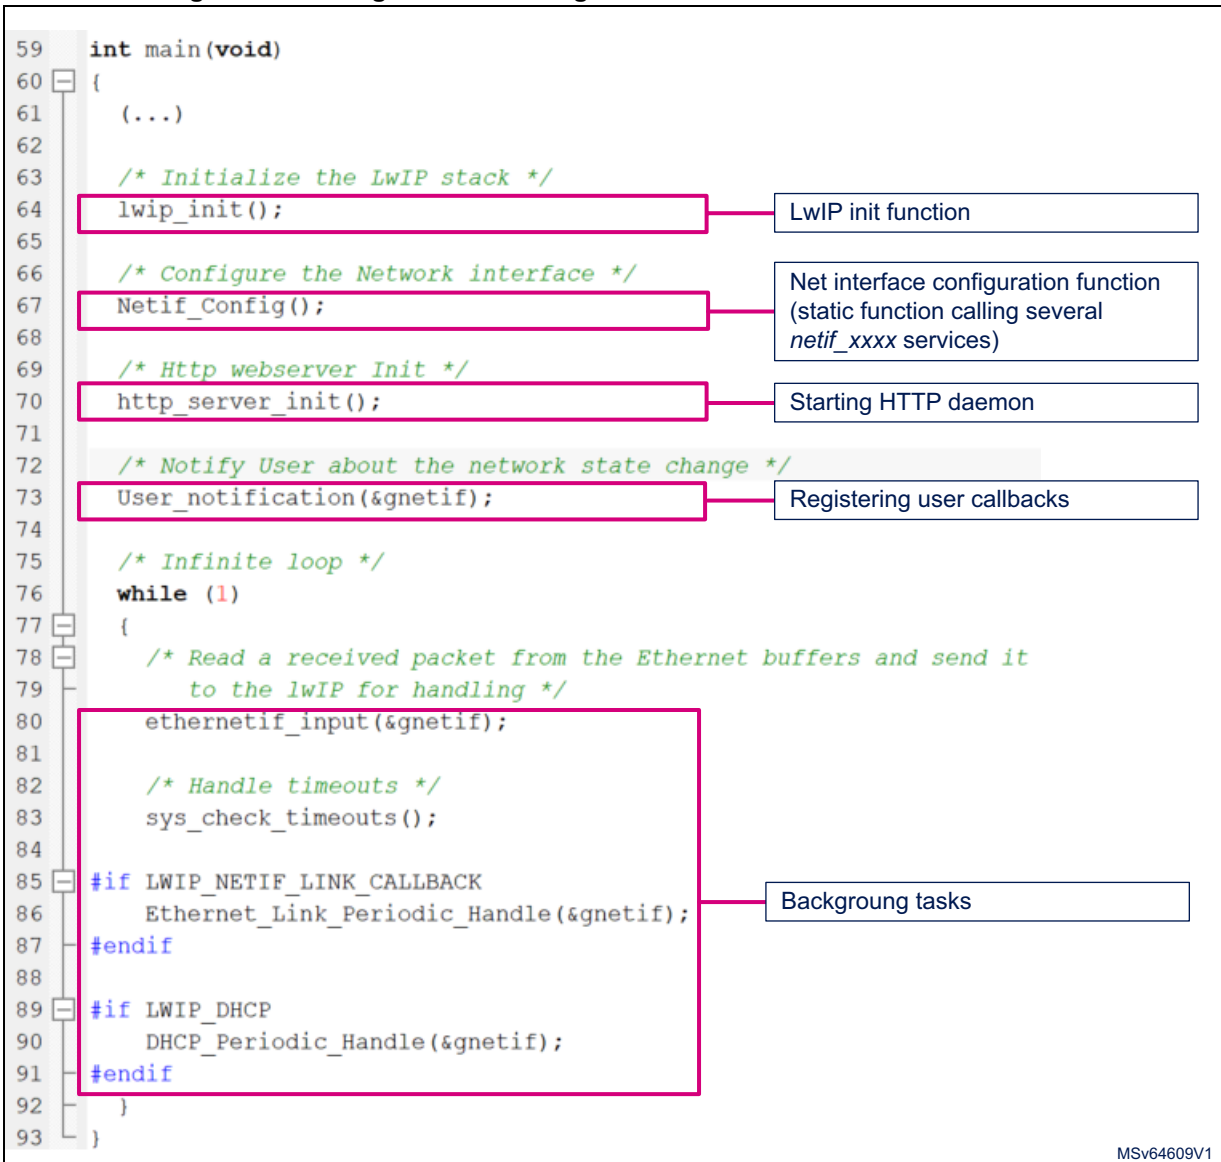 59 int main(void)
60 {
61 (...)
62
63 /* Initialize the LwIP stack */
64 lwip_init();
LwIP init function
65
66 /* Configure the Network interface */
67 Netif_Config();
Net interface configuration function
(static function calling several
netif_xxxx services)
68
69 /* Http webserver Init */
70 http_server_init();
Starting HTTP daemon
71
72 /* Notify User about the network state change */
73 User_notification(&gnetif);
Registering user callbacks
74
75 /* Infinite loop */
76 while (1)
77 {
78 /* Read a received packet from the Ethernet buffers and send it
79 to the lwIP for handling */
80 ethernetif_input(&gnetif);
81
82 /* Handle timeouts */
83 sys_check_timeouts();
84
85 #if LWIP_NETIF_LINK_CALLBACK
86 Ethernet_Link_Periodic_Handle(&gnetif);
Backgroung tasks
87 #endif
88
89 #if LWIP_DHCP
90 DHCP_Periodic_Handle(&gnetif);
91 #endif
92 }
93 }
MSv64609V1